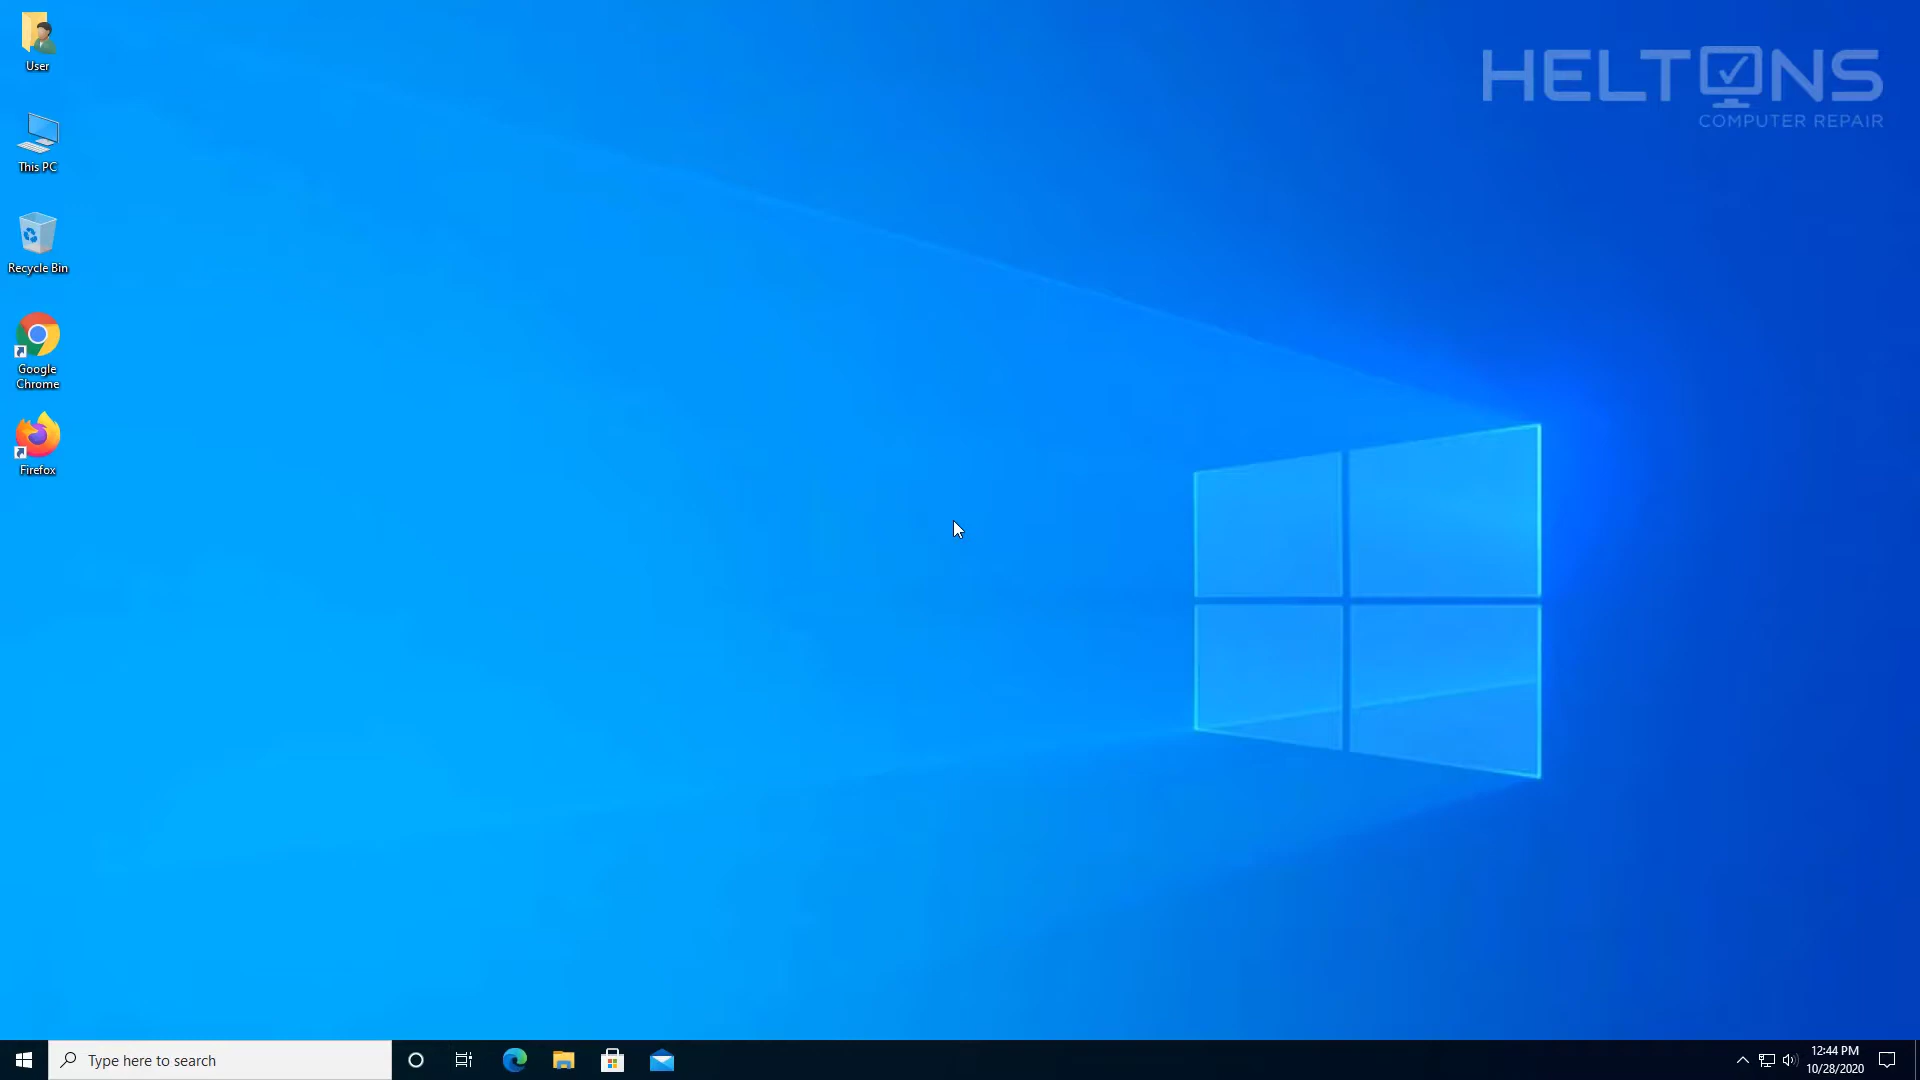 User
This PC
Recycle Bin
Google
Chrome
Firefox
HELTONS
COMPUTER REPAIR
Type here to search
12:44 PM
10/28/2020